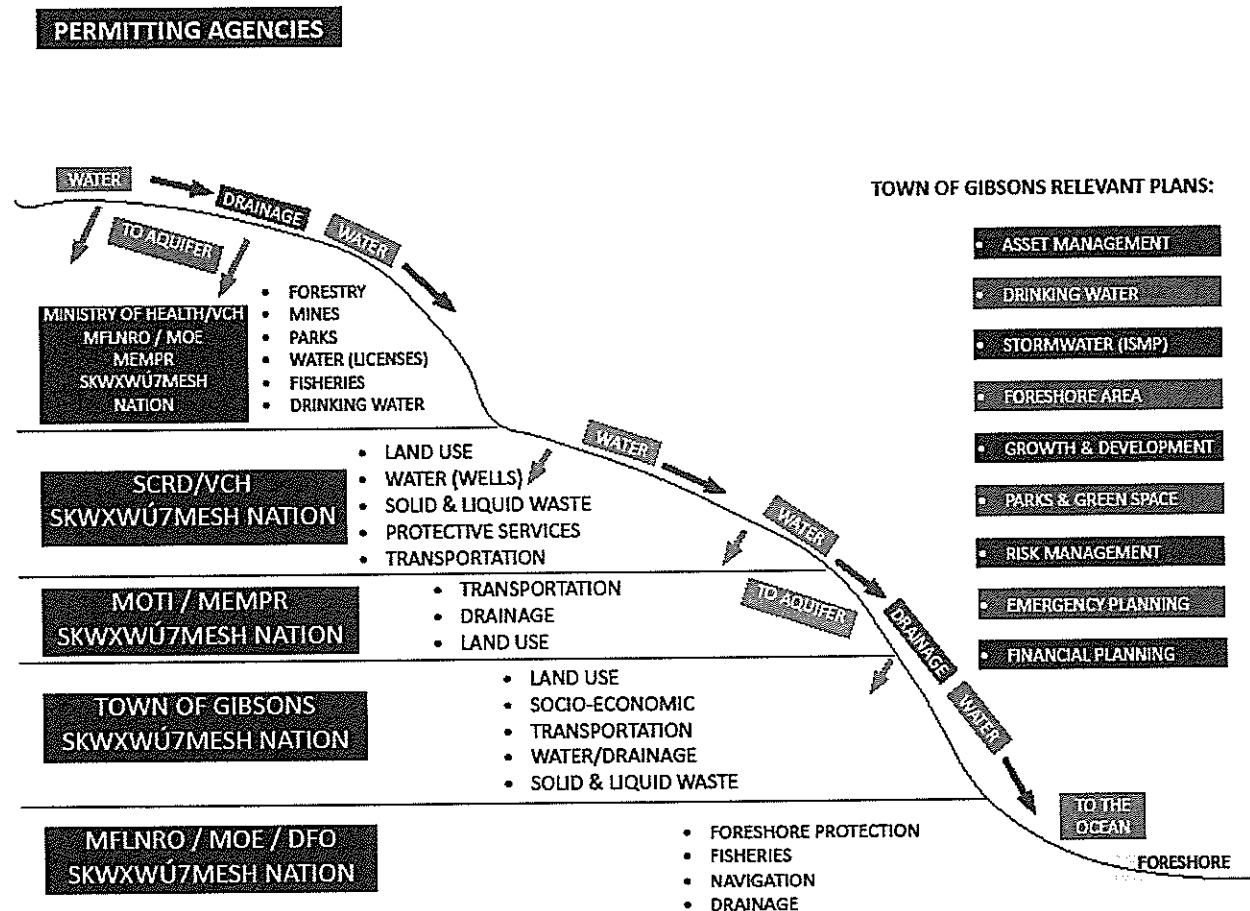 PERMITTING AGENCIES
WATER
DRAINAGE
WATER
TO AQUIFER
MINISTRY OF HEALTH/VCH
MFLNRO / MOE
MEMPR
SKWXWÚ7MESH
NATION
• FORESTRY
• MINES
• PARKS
• WATER (LICENSES)
• FISHERIES
• DRINKING WATER
SCRD/VCH
SKWXWÚ7MESH NATION
• LAND USE
• WATER (WELLS)
• SOLID & LIQUID WASTE
• PROTECTIVE SERVICES
• TRANSPORTATION
WATER
WATER
MOTI / MEMPR
SKWXWÚ7MESH NATION
• TRANSPORTATION
• DRAINAGE
• LAND USE
TO AQUIFER
DRAINAGE
WATER
TOWN OF GIBSONS
SKWXWÚ7MESH NATION
• LAND USE
• SOCIO-ECONOMIC
• TRANSPORTATION
• WATER/DRAINAGE
• SOLID & LIQUID WASTE
MFLNRO / MOE / DFO
SKWXWÚ7MESH NATION
• FORESHORE PROTECTION
• FISHERIES
• NAVIGATION
• DRAINAGE
TO THE
OCEAN
FORESHORE
TOWN OF GIBSONS RELEVANT PLANS:
• ASSET MANAGEMENT
• DRINKING WATER
• STORMWATER (ISMP)
• FORESHORE AREA
• GROWTH & DEVELOPMENT
• PARKS & GREEN SPACE
• RISK MANAGEMENT
• EMERGENCY PLANNING
• FINANCIAL PLANNING